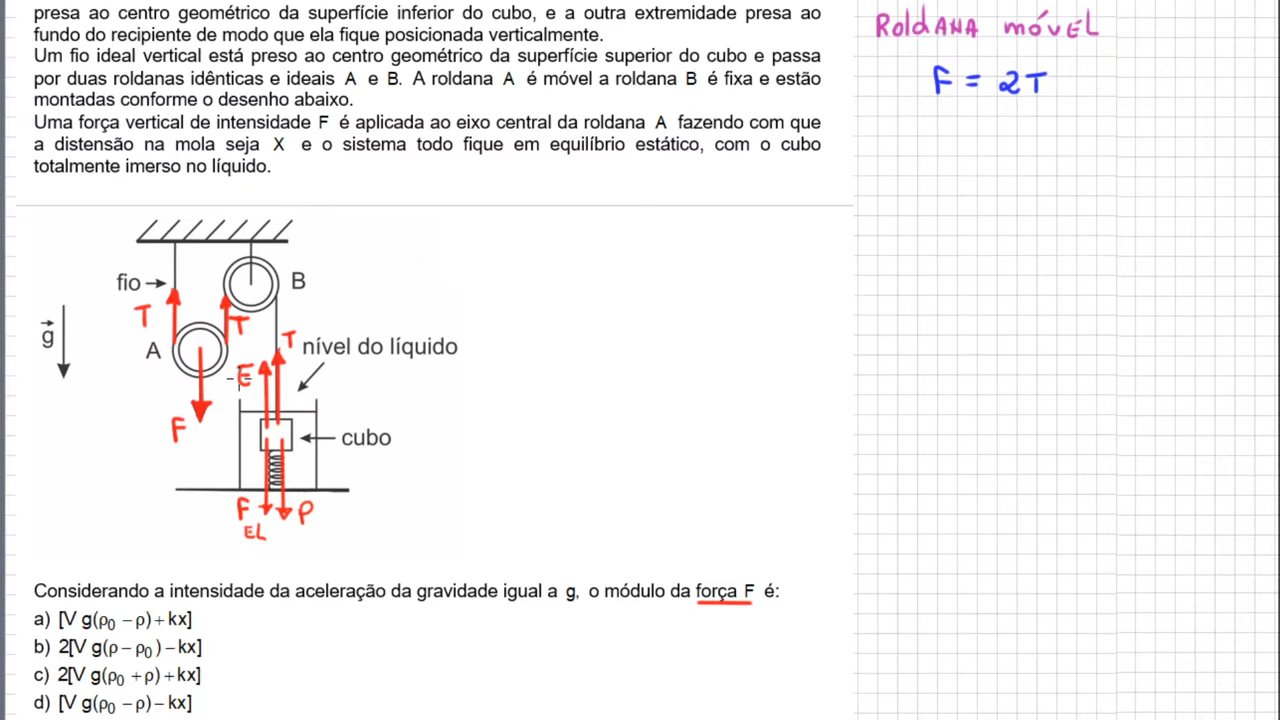 presa ao centro geométrico da superfície inferior do cubo, e a outra extremidade presa ao
fundo do recipiente de modo que ela fique posicionada verticalmente.
Um fio ideal vertical está preso ao centro geométrico da superfície superior do cubo e passa
por duas roldanas idênticas e ideais A e B. A roldana A é móvel a roldana B é fixa e estão
montadas conforme o desenho abaixo.
Uma força vertical de intensidade F é aplicada ao eixo central da roldana A fazendo com que
a distensão na mola seja X e o sistema todo fique em equilíbrio estático, com o cubo
totalmente imerso no líquido.
RoldANA móvEL
F = 2T
fio
B
T
T
g
A
T
nível do líquido
E
F
cubo
F EL
P
Considerando a intensidade da aceleração da gravidade igual a g, o módulo da força F é:
a) [V g(ρ₀ − ρ) + kx]
b) 2[V g(ρ − ρ₀) − kx]
c) 2[V g(ρ₀ + ρ) + kx]
d) [V g(ρ₀ − ρ) − kx]